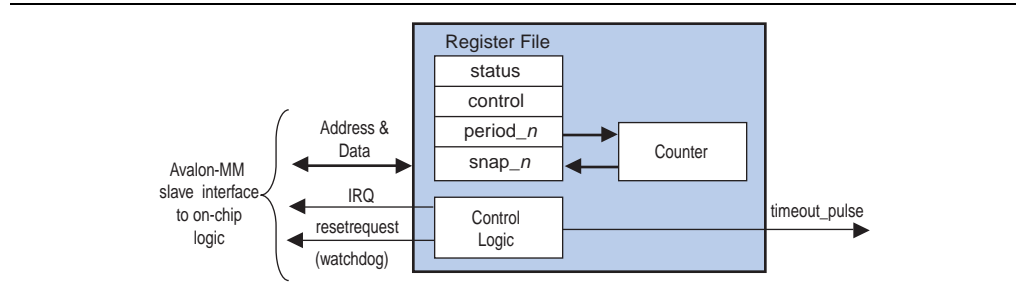 Register File
status
control
period_n
snap_n
Counter
Address &
Data
Avalon-MM
slave interface
to on-chip
logic
IRQ
resetrequest
(watchdog)
Control
Logic
timeout_pulse